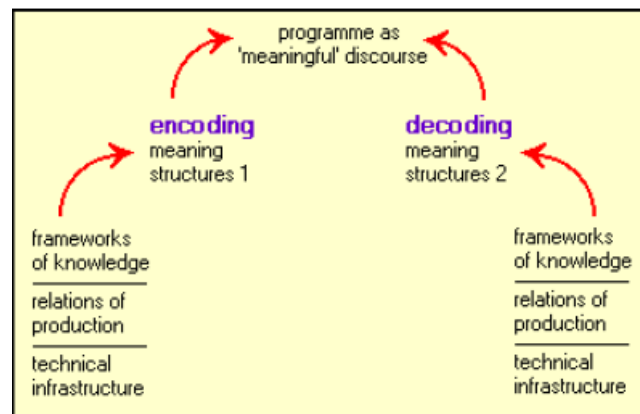 programme as
'meaningful' discourse
encoding
meaning
structures 1
decoding
meaning
structures 2
frameworks
of knowledge
relations of
production
technical
infrastructure
frameworks
of knowledge
relations of
production
technical
infrastructure